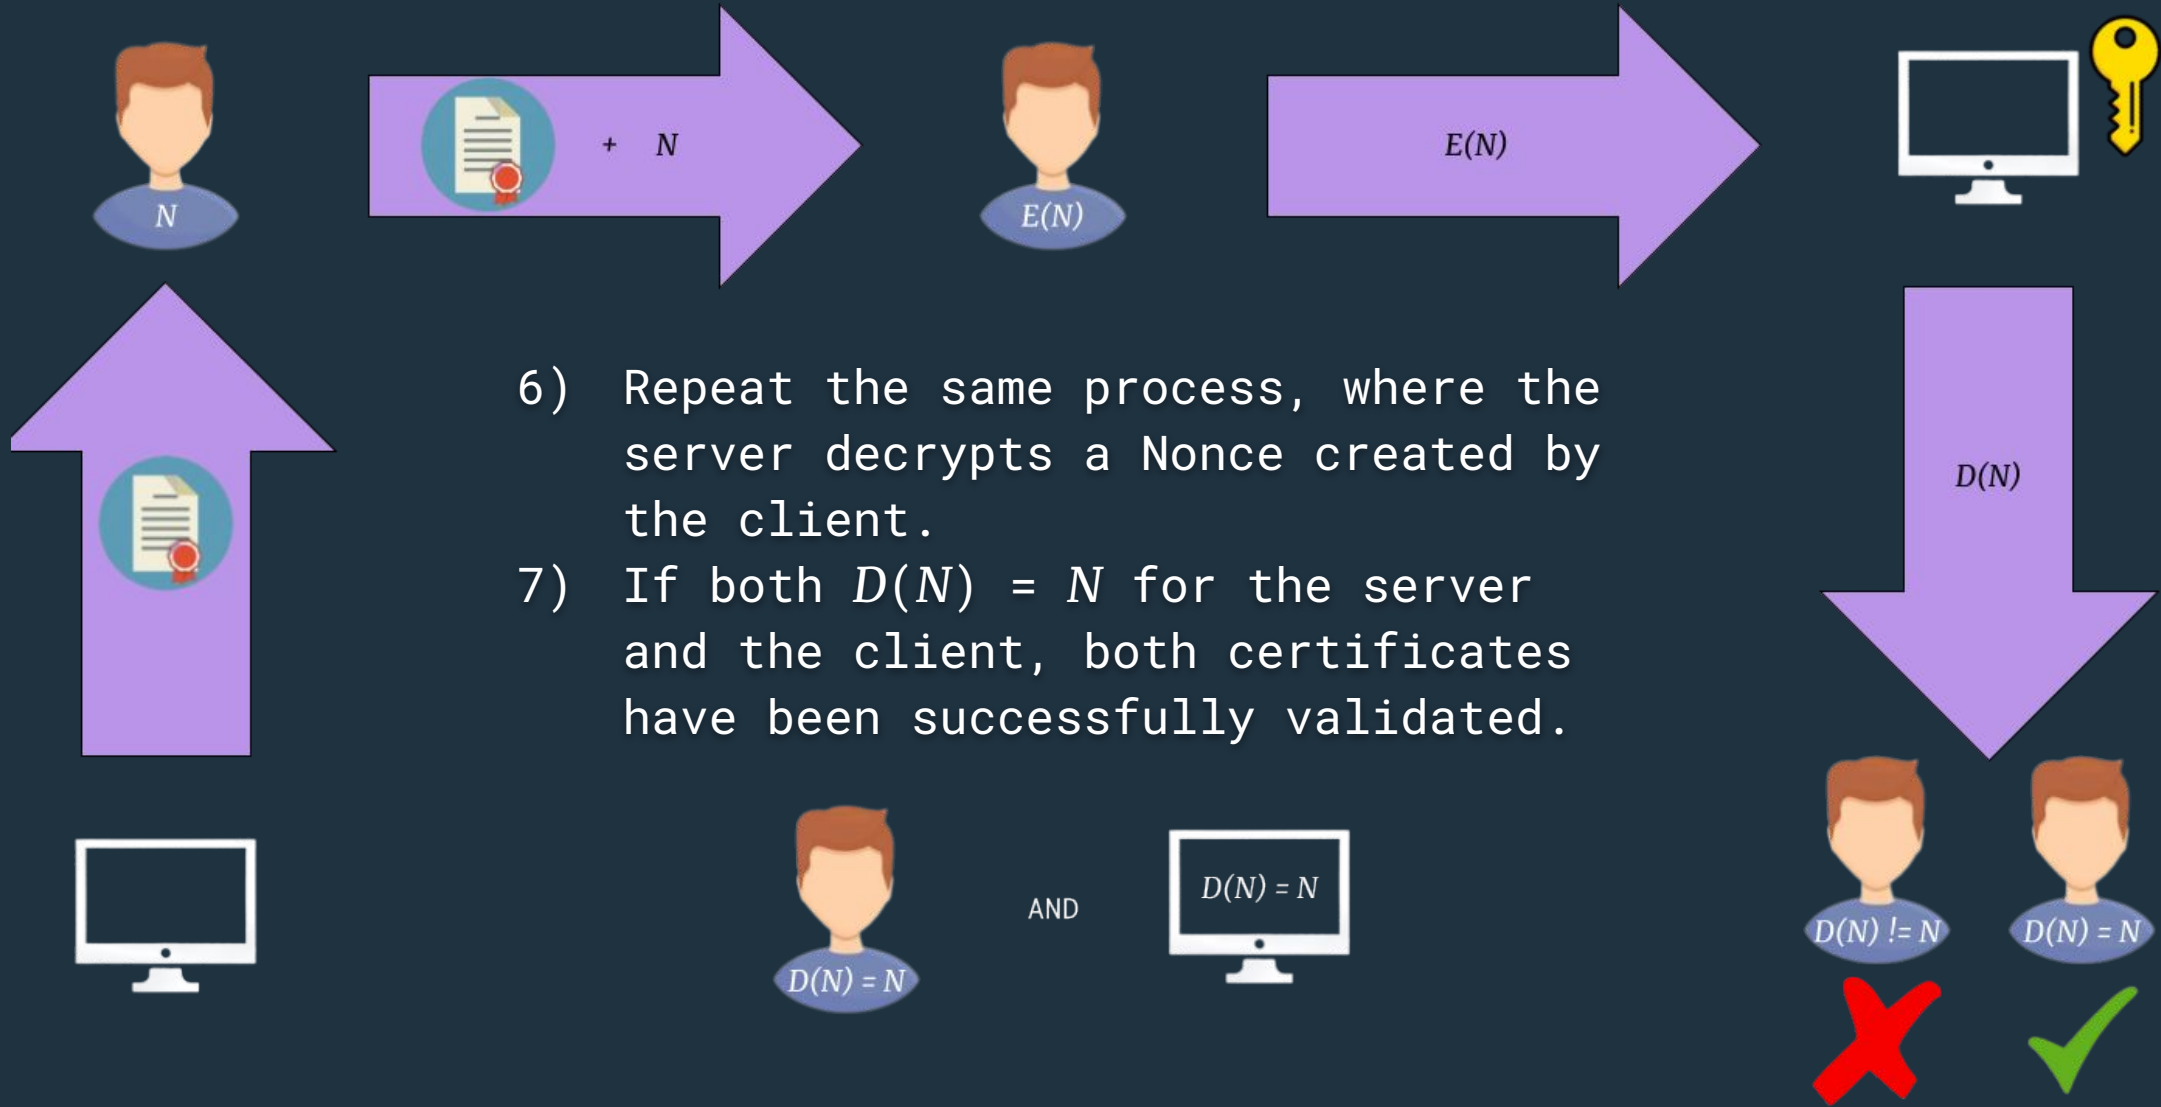 N
+ N
E(N)
E(N)
6) Repeat the same process, where the
server decrypts a Nonce created by
the client.
7) If both D(N) = N for the server
and the client, both certificates
have been successfully validated.
D(N)
D(N) = N
AND
D(N) = N
D(N) != N
D(N) = N